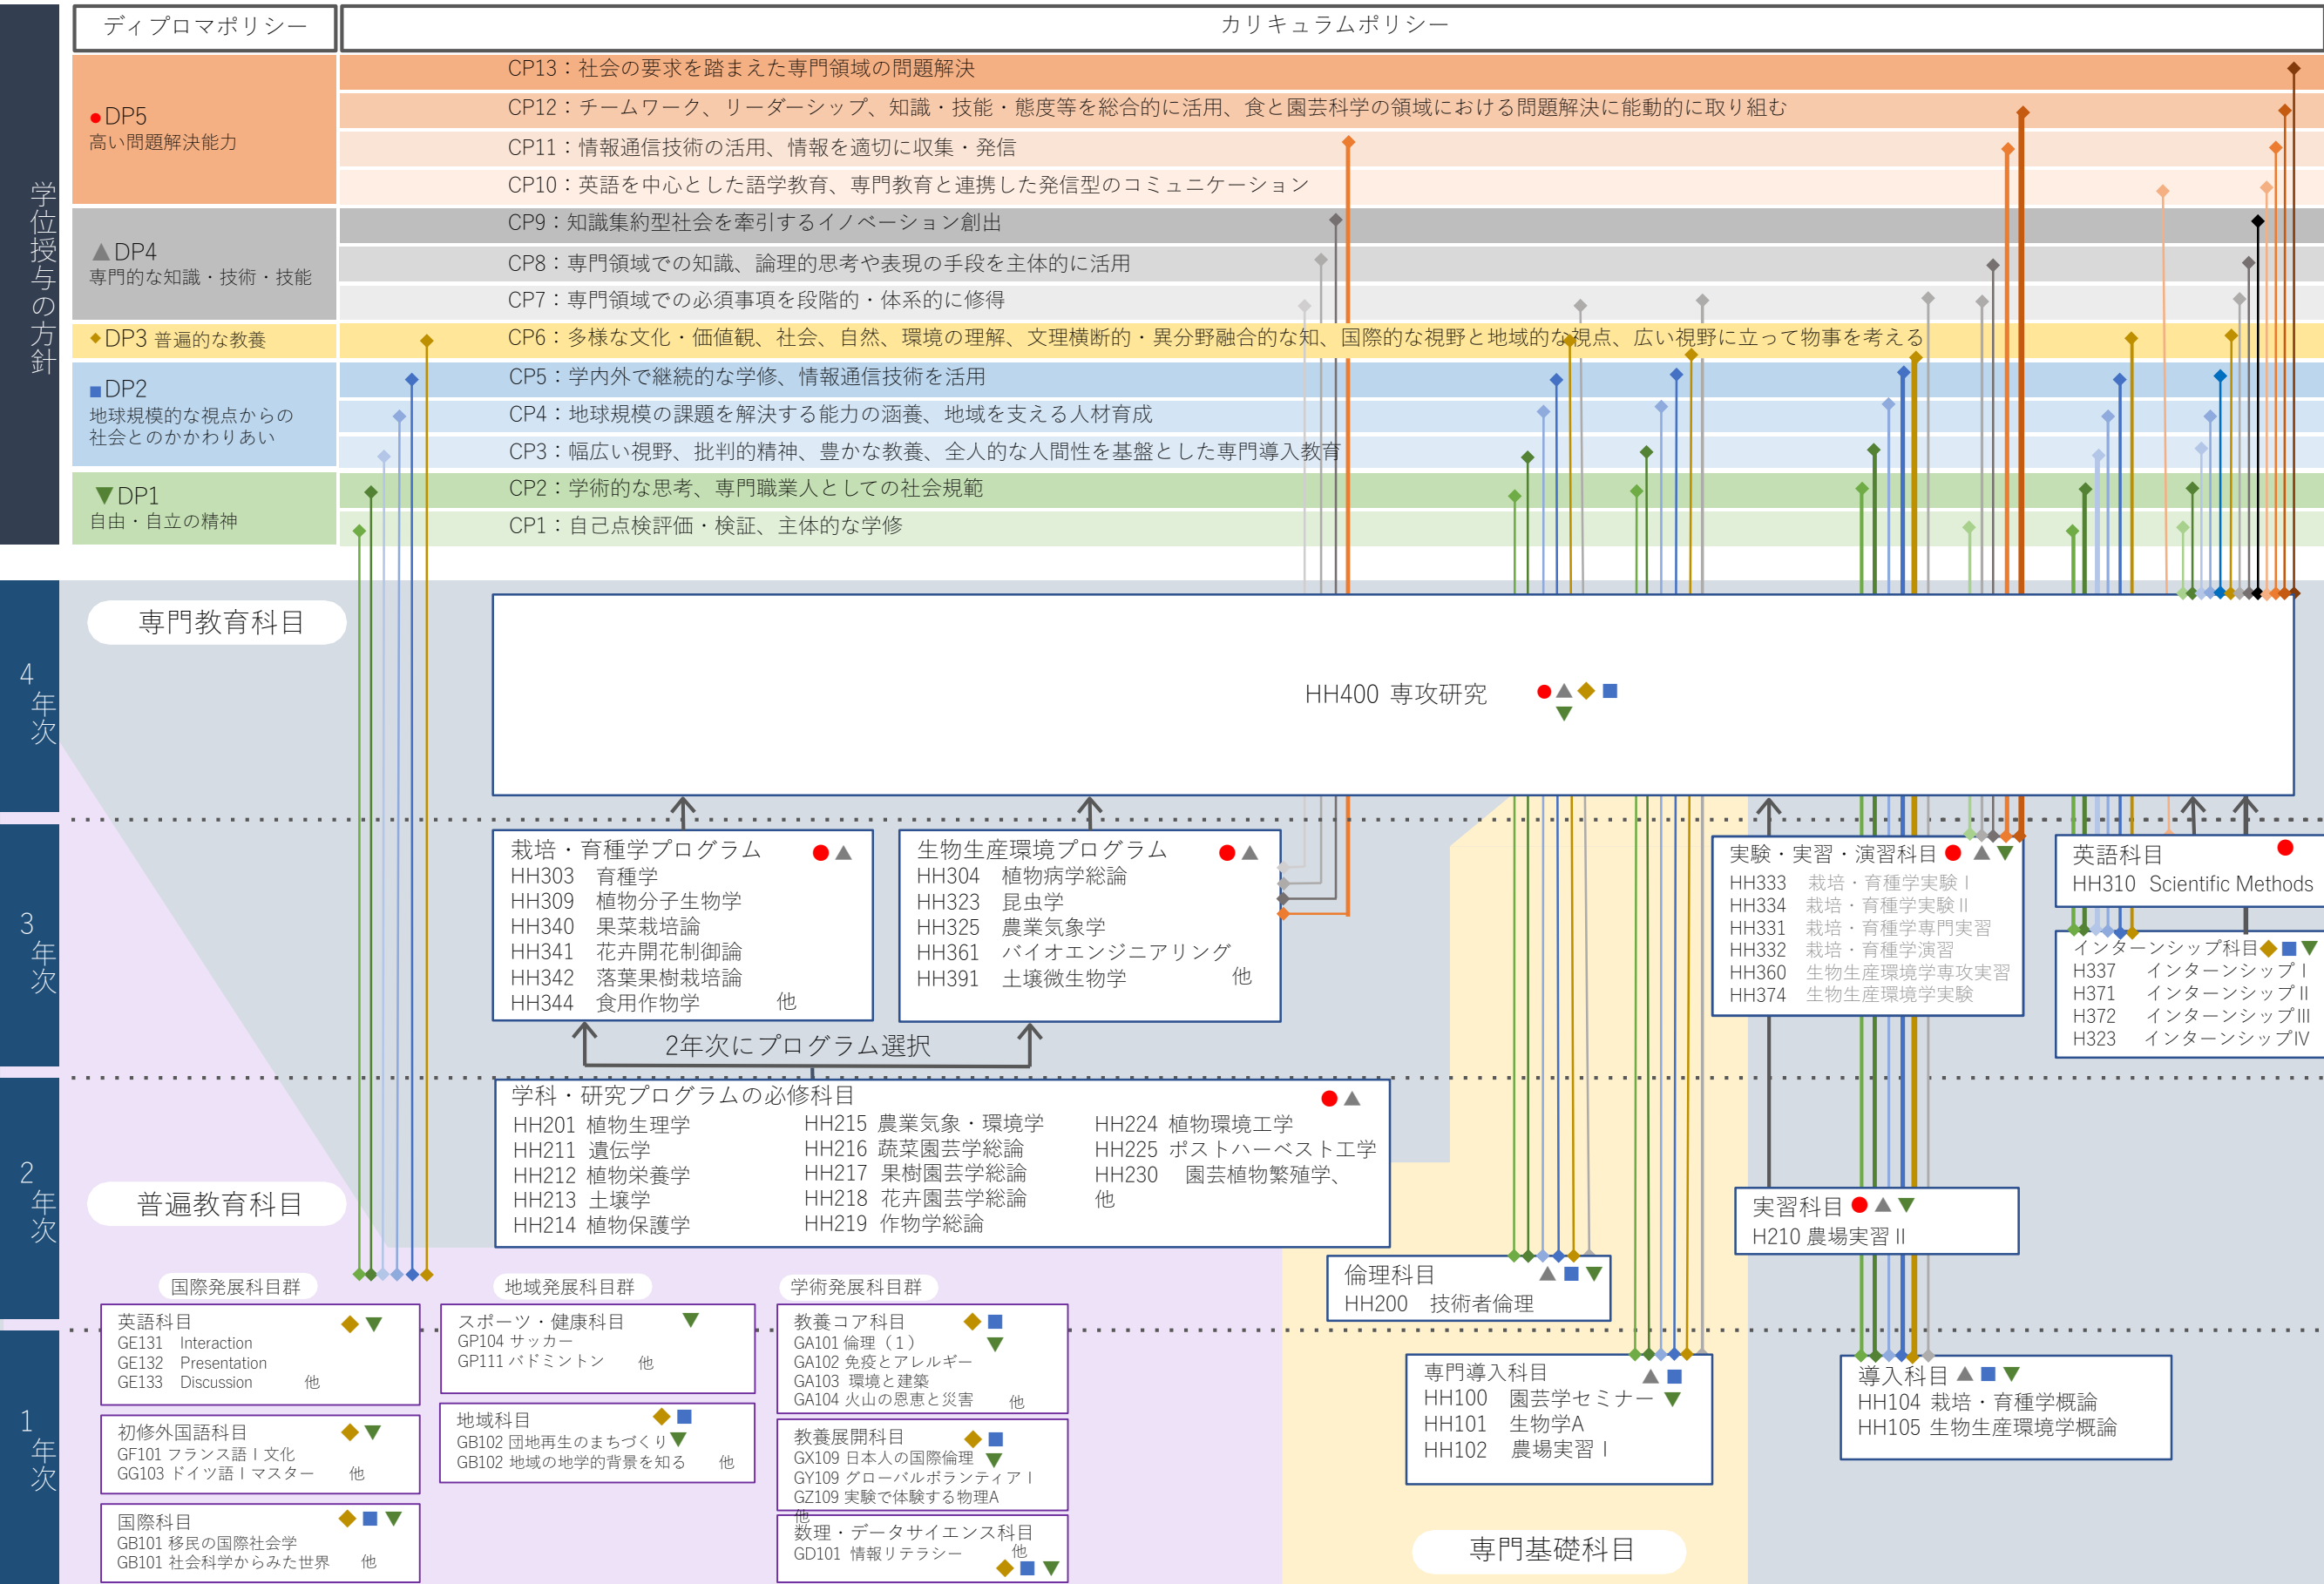 ディプロマポリシー
カリキュラムポリシー
学位授与の方針
●DP5
高い問題解決能力
CP13：社会の要求を踏まえた専門領域の問題解決
CP12：チームワーク、リーダーシップ、知識・技能・態度等を総合的に活用、食と園芸科学の領域における問題解決に能動的に取り組む
CP11：情報通信技術の活用、情報を適切に収集・発信
CP10：英語を中心とした語学教育、専門教育と連携した発信型のコミュニケーション
▲DP4
専門的な知識・技術・技能
CP9：知識集約型社会を牽引するイノベーション創出
CP8：専門領域での知識、論理的思考や表現の手段を主体的に活用
CP7：専門領域での必須事項を段階的・体系的に修得
◆DP3 普遍的な教養
CP6：多様な文化・価値観、社会、自然、環境の理解、文理横断的・異分野融合的な知、国際的な視野と地域的な視点、広い視野に立って物事を考える
■DP2
地球規模的な視点からの
社会とのかかわりあい
CP5：学内外で継続的な学修、情報通信技術を活用
CP4：地球規模の課題を解決する能力の涵養、地域を支える人材育成
CP3：幅広い視野、批判的精神、豊かな教養、全人的な人間性を基盤とした専門導入教育
▼DP1
自由・自立の精神
CP2：学術的な思考、専門職業人としての社会規範
CP1：自己点検評価・検証、主体的な学修
4年次
専門教育科目
HH400 専攻研究
3年次
栽培・育種学プログラム
HH303 育種学
HH309 植物分子生物学
HH340 果菜栽培論
HH341 花卉開花制御論
HH342 落葉果樹栽培論
HH344 食用作物学 他
生物生産環境プログラム
HH304 植物病学総論
HH323 昆虫学
HH325 農業気象学
HH361 バイオエンジニアリング
HH391 土壌微生物学 他
実験・実習・演習科目
HH333 栽培・育種学実験Ⅰ
HH334 栽培・育種学実験Ⅱ
HH331 栽培・育種学専門実習
HH332 栽培・育種学演習
HH360 生物生産環境学専攻実習
HH374 生物生産環境学実験
英語科目
HH310 Scientific Methods
インターンシップ科目
H337 インターンシップⅠ
H371 インターンシップⅡ
H372 インターンシップⅢ
H323 インターンシップⅣ
2年次にプログラム選択
2年次
学科・研究プログラムの必修科目
HH201 植物生理学
HH211 遺伝学
HH212 植物栄養学
HH213 土壌学
HH214 植物保護学
HH215 農業気象・環境学
HH216 蔬菜園芸学総論
HH217 果樹園芸学総論
HH218 花卉園芸学総論
HH219 作物学総論
HH224 植物環境工学
HH225 ポストハーベスト工学
HH230 園芸植物繁殖学、
他
実習科目
H210 農場実習Ⅱ
倫理科目
HH200 技術者倫理
普遍教育科目
1年次
国際発展科目群
英語科目
GE131 Interaction
GE132 Presentation
GE133 Discussion 他
初修外国語科目
GF101 フランス語Ⅰ文化
GG103 ドイツ語Ⅰマスター 他
国際科目
GB101 移民の国際社会学
GB101 社会科学からみた世界 他
地域発展科目群
スポーツ・健康科目
GP104 サッカー
GP111 バドミントン 他
地域科目
GB102 団地再生のまちづくり
GB102 地域の地学的背景を知る 他
学術発展科目群
教養コア科目
GA101 倫理（１）
GA102 免疫とアレルギー
GA103 環境と建築
GA104 火山の恩恵と災害 他
教養展開科目
GX109 日本人の国際倫理
GY109 グローバルボランティアⅠ
GZ109 実験で体験する物理A
他
数理・データサイエンス科目
GD101 情報リテラシー 他
専門導入科目
HH100 園芸学セミナー
HH101 生物学A
HH102 農場実習Ⅰ
導入科目
HH104 栽培・育種学概論
HH105 生物生産環境学概論
専門基礎科目